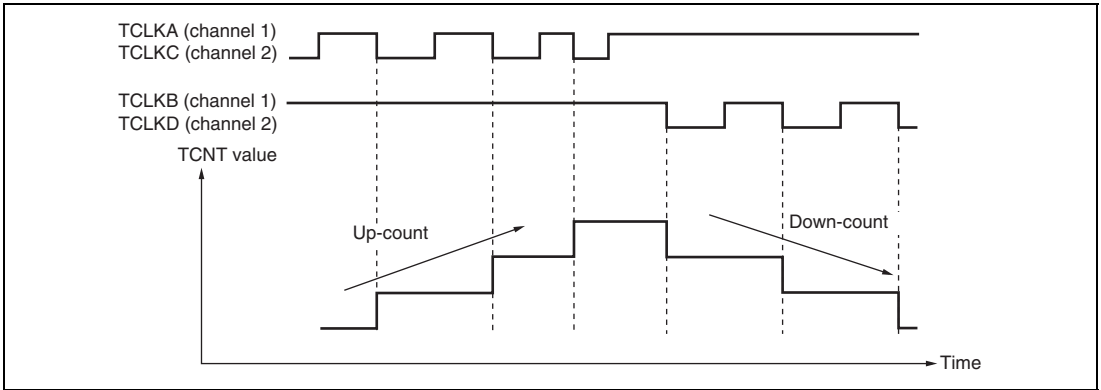 TCLKA (channel 1)
TCLKC (channel 2)
TCLKB (channel 1)
TCLKD (channel 2)
TCNT value
Up-count
Down-count
Time